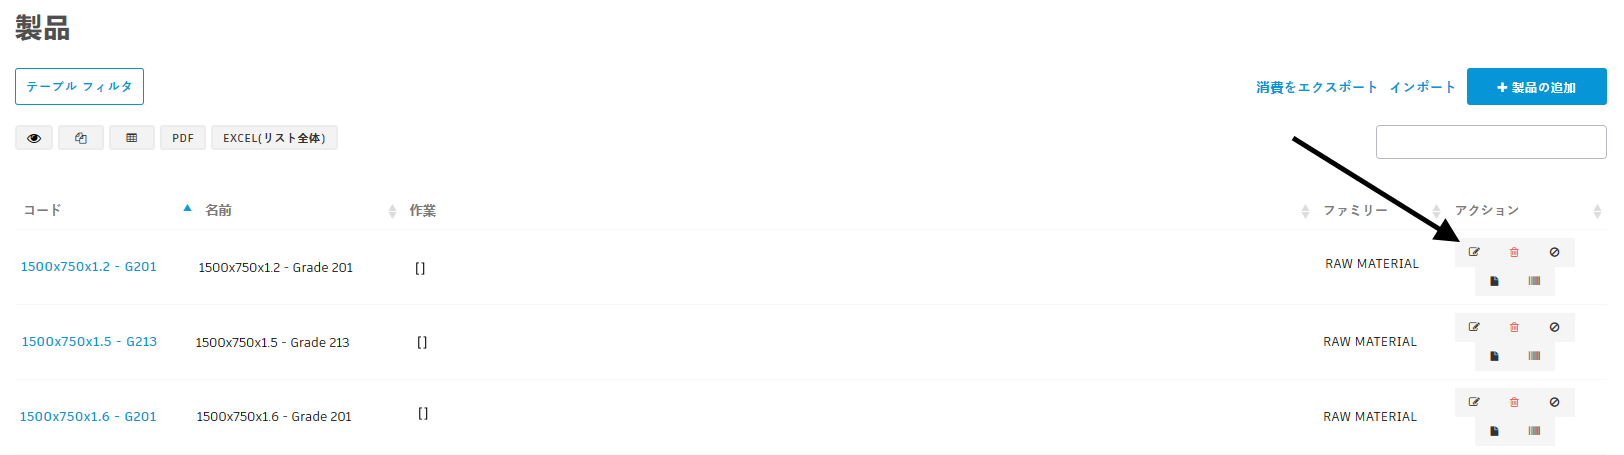 製品
テーブル フィルタ
消費をエクスポート インポート + 製品の追加
PDF EXCEL(リスト全体)
コード 名前 作業 ファミリー アクション
1500x750x1.2 - G201 1500x750x1.2 - Grade 201 [] RAW MATERIAL
1500x750x1.5 - G213 1500x750x1.5 - Grade 213 [] RAW MATERIAL
1500x750x1.6 - G201 1500x750x1.6 - Grade 201 [] RAW MATERIAL